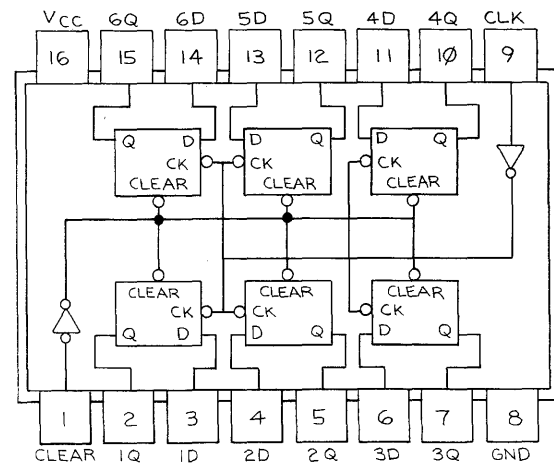 VCC 6Q 6D 5D 5Q 4D 4Q CLK
16 15 14 13 12 11 10 9
Q D D Q Q D
CK CK CK
CLEAR CLEAR CLEAR
CLEAR CLEAR CLEAR
CK CK CK
Q D D Q D Q
1 2 3 4 5 6 7 8
CLEAR 1Q 1D 2D 2Q 3D 3Q GND